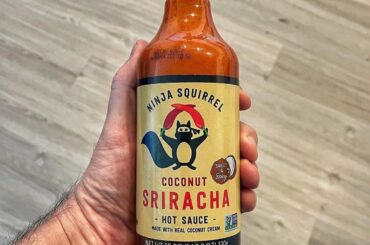 NINJA SQUIRREL
COCONUT
SRIRACHA
- HOT SAUCE -
MADE WITH REAL COCONUT CREAM